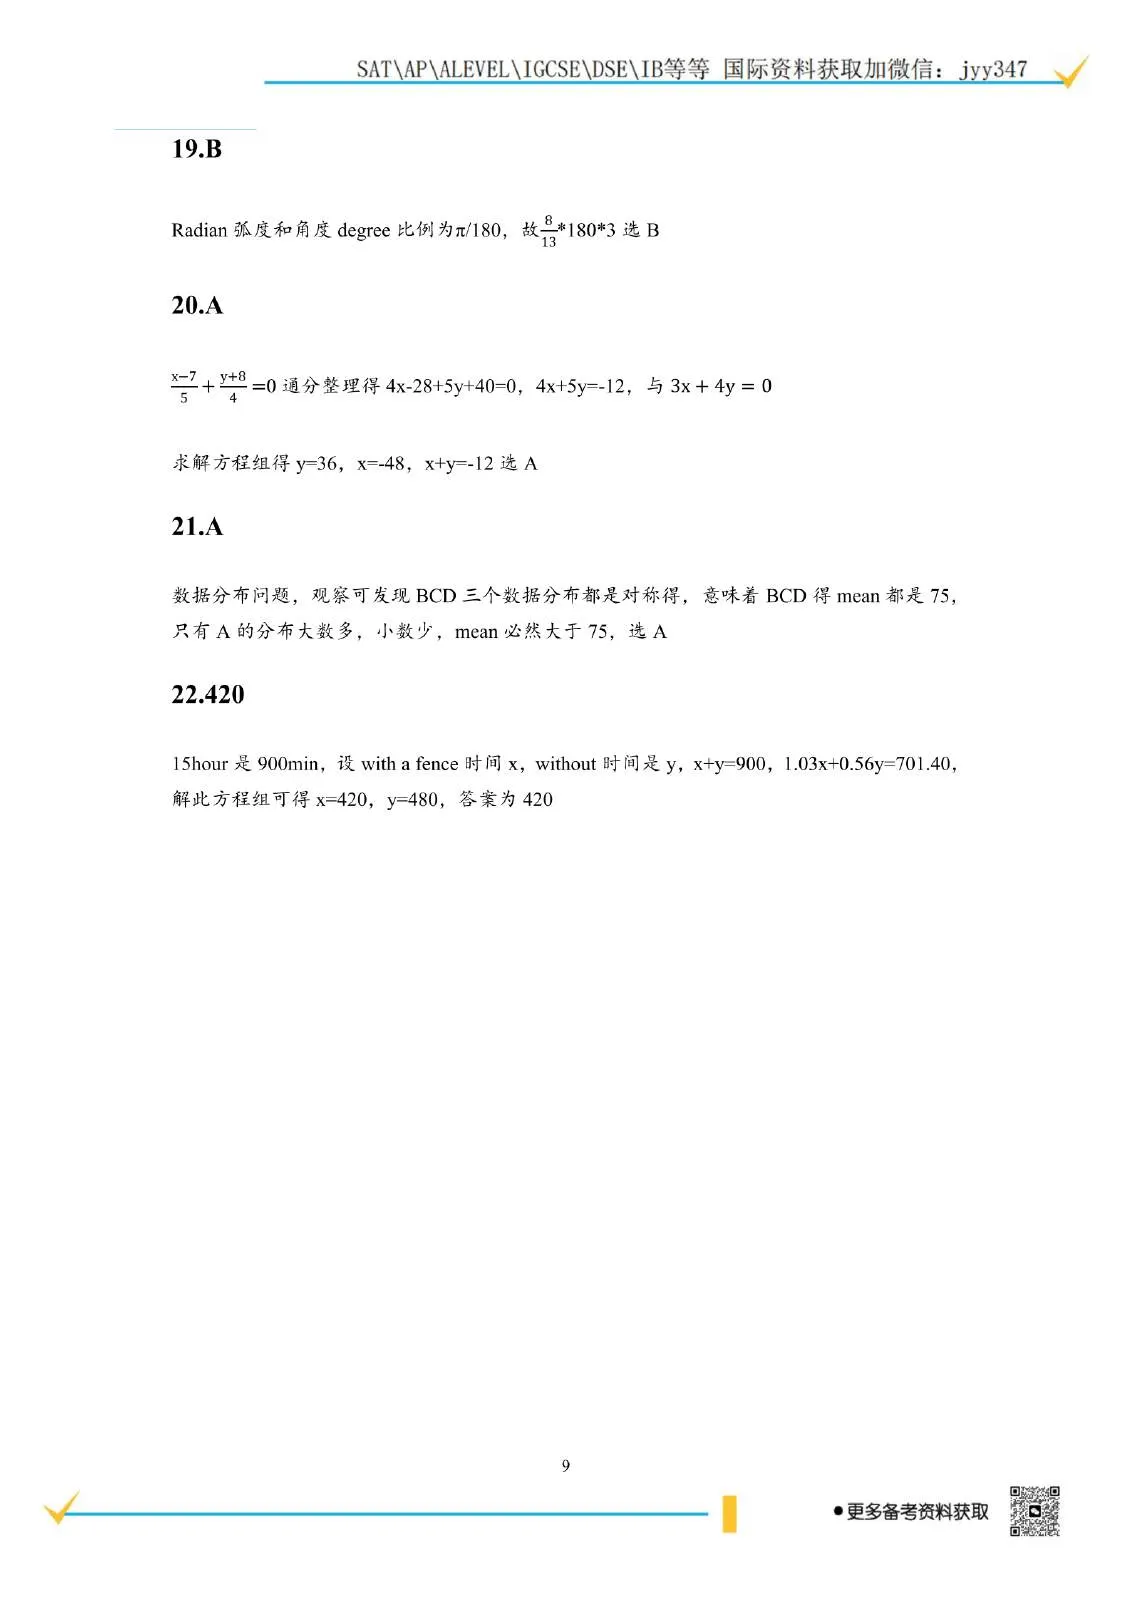 SAT\AP\ALEVEL\IGCSE\DSE\IB等等 国际资料获取加微信：jyy347
19.B
Radian 弧度和角度 degree 比例为π/180，故 8/13*180*3 选 B
20.A
x−7/5 + y+8/4 =0 通分整理得 4x-28+5y+40=0，4x+5y=-12，与 3x + 4y = 0
求解方程组得 y=36，x=-48，x+y=-12 选 A
21.A
数据分布问题，观察可发现 BCD 三个数据分布都是对称得，意味着 BCD 得 mean 都是 75，
只有 A 的分布大数多，小数少，mean 必然大于 75，选 A
22.420
15hour 是 900min，设 with a fence 时间 x，without 时间是 y，x+y=900，1.03x+0.56y=701.40，
解此方程组可得 x=420，y=480，答案为 420
9
●更多备考资料获取